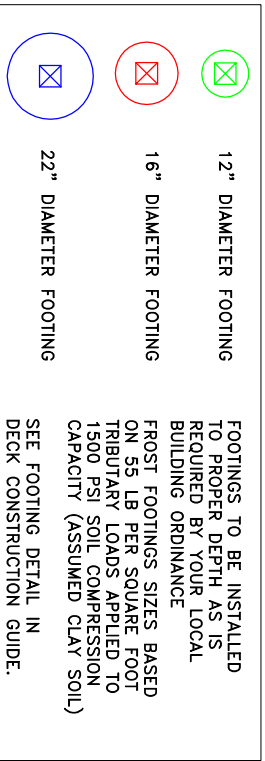 12" DIAMETER FOOTING
16" DIAMETER FOOTING
22" DIAMETER FOOTING
FOOTINGS TO BE INSTALLED
TO PROPER DEPTH AS IS
REQUIRED BY YOUR LOCAL
BUILDING ORDINANCE
FROST FOOTINGS SIZES BASED
ON 55 LB PER SQUARE FOOT
TRIBUTARY LOADS APPLIED TO
1500 PSI SOIL COMPRESSION
CAPACITY (ASSUMED CLAY SOIL)
SEE FOOTING DETAIL IN
DECK CONSTRUCTION GUIDE.